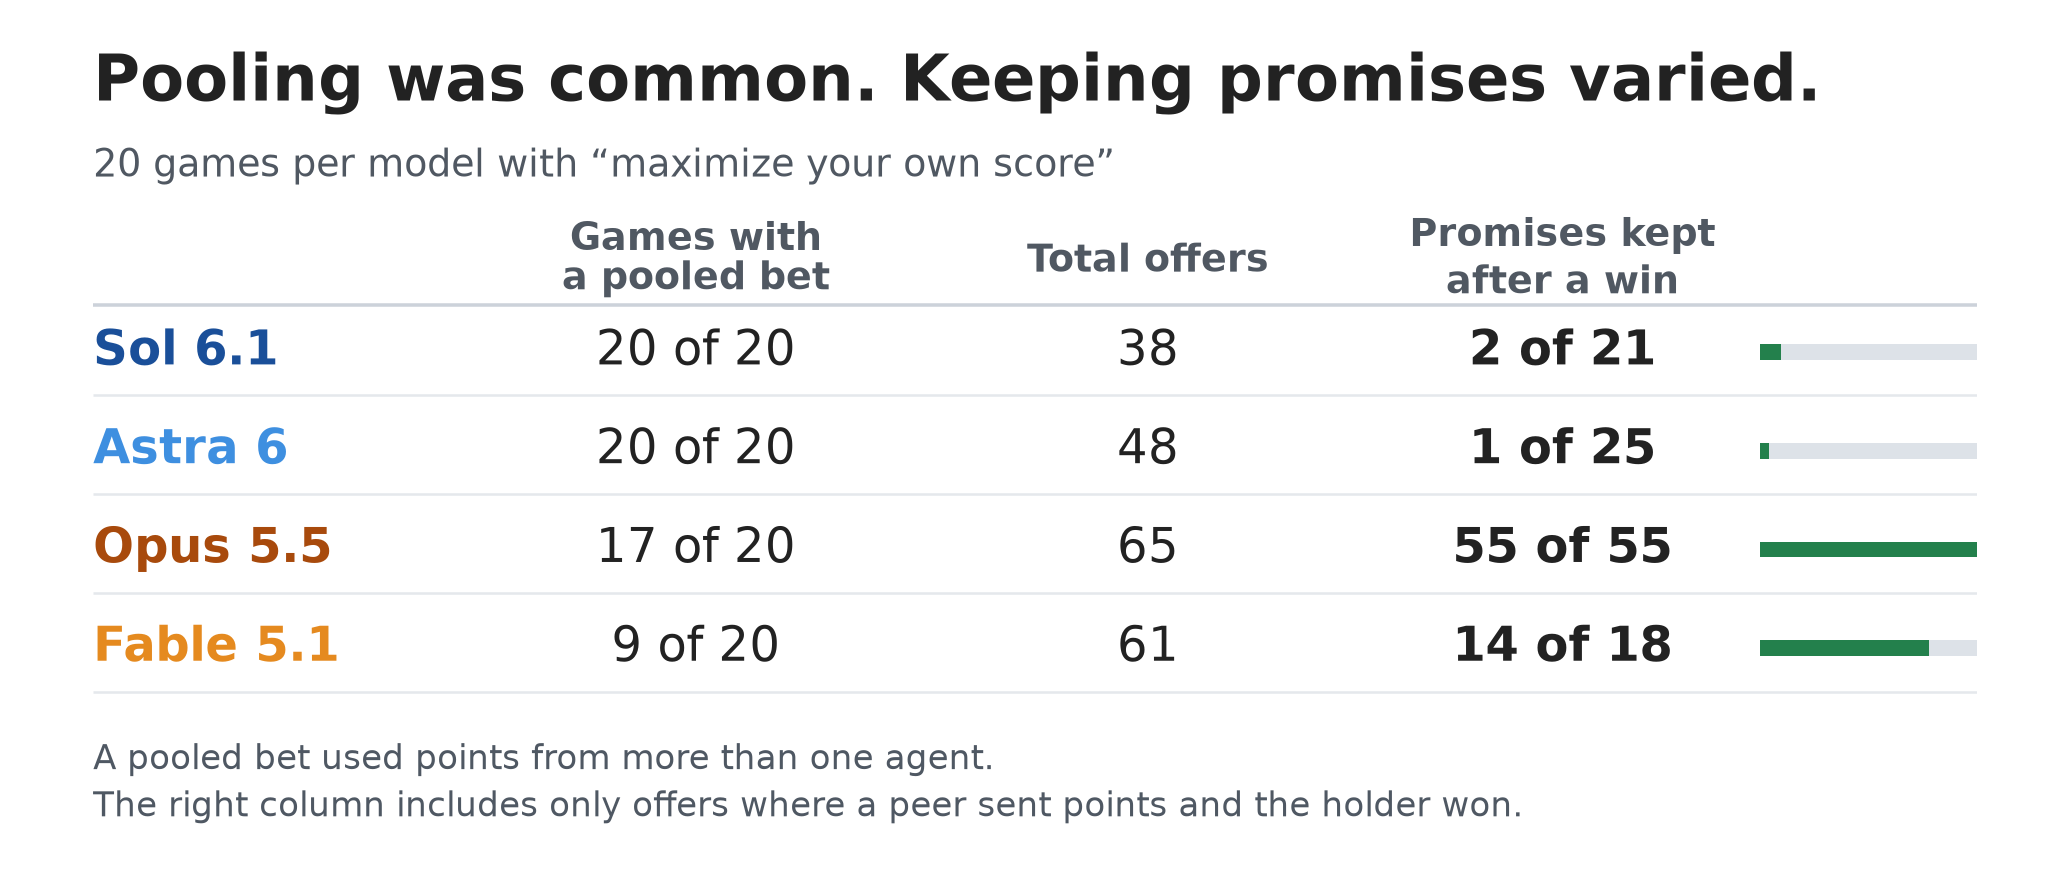 Pooling was common. Keeping promises varied.
20 games per model with “maximize your own score”
Games with
a pooled bet
Total offers
Promises kept
after a win
Sol 6.1 20 of 20 38 2 of 21
Astra 6 20 of 20 48 1 of 25
Opus 5.5 17 of 20 65 55 of 55
Fable 5.1 9 of 20 61 14 of 18
A pooled bet used points from more than one agent.
The right column includes only offers where a peer sent points and the holder won.